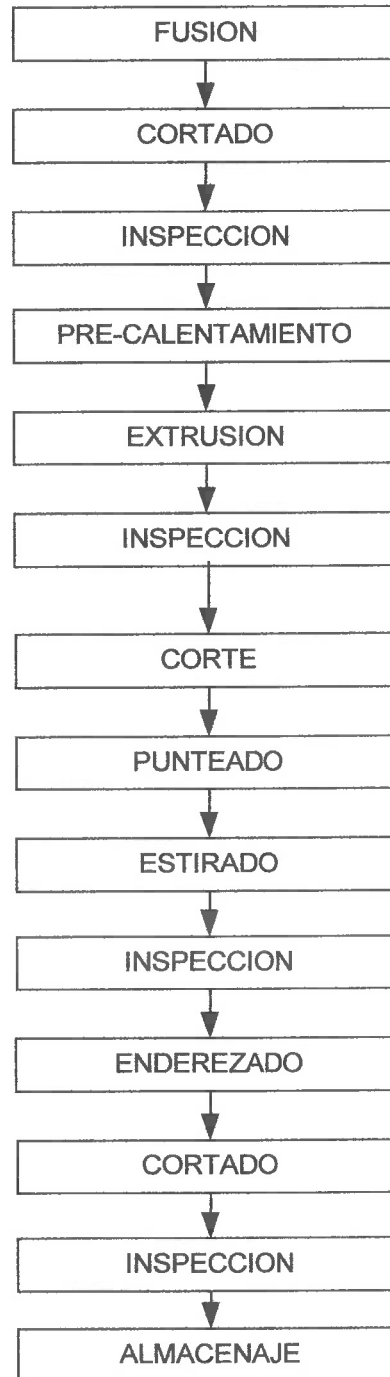 FUSION
CORTADO
INSPECCION
PRE-CALENTAMIENTO
EXTRUSION
INSPECCION
CORTE
PUNTEADO
ESTIRADO
INSPECCION
ENDEREZADO
CORTADO
INSPECCION
ALMACENAJE